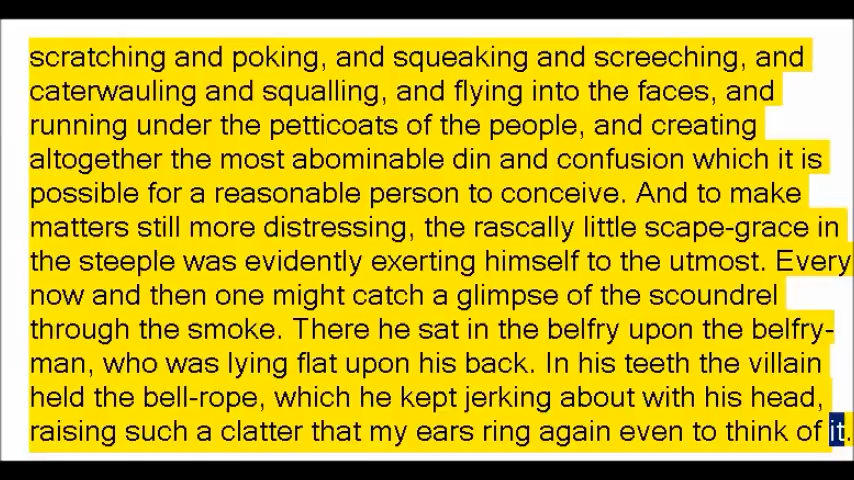 scratching and poking, and squeaking and screeching, and
caterwauling and squalling, and flying into the faces, and
running under the petticoats of the people, and creating
altogether the most abominable din and confusion which it is
possible for a reasonable person to conceive. And to make
matters still more distressing, the rascally little scape-grace in
the steeple was evidently exerting himself to the utmost. Every
now and then one might catch a glimpse of the scoundrel
through the smoke. There he sat in the belfry upon the belfry-
man, who was lying flat upon his back. In his teeth the villain
held the bell-rope, which he kept jerking about with his head,
raising such a clatter that my ears ring again even to think of it.